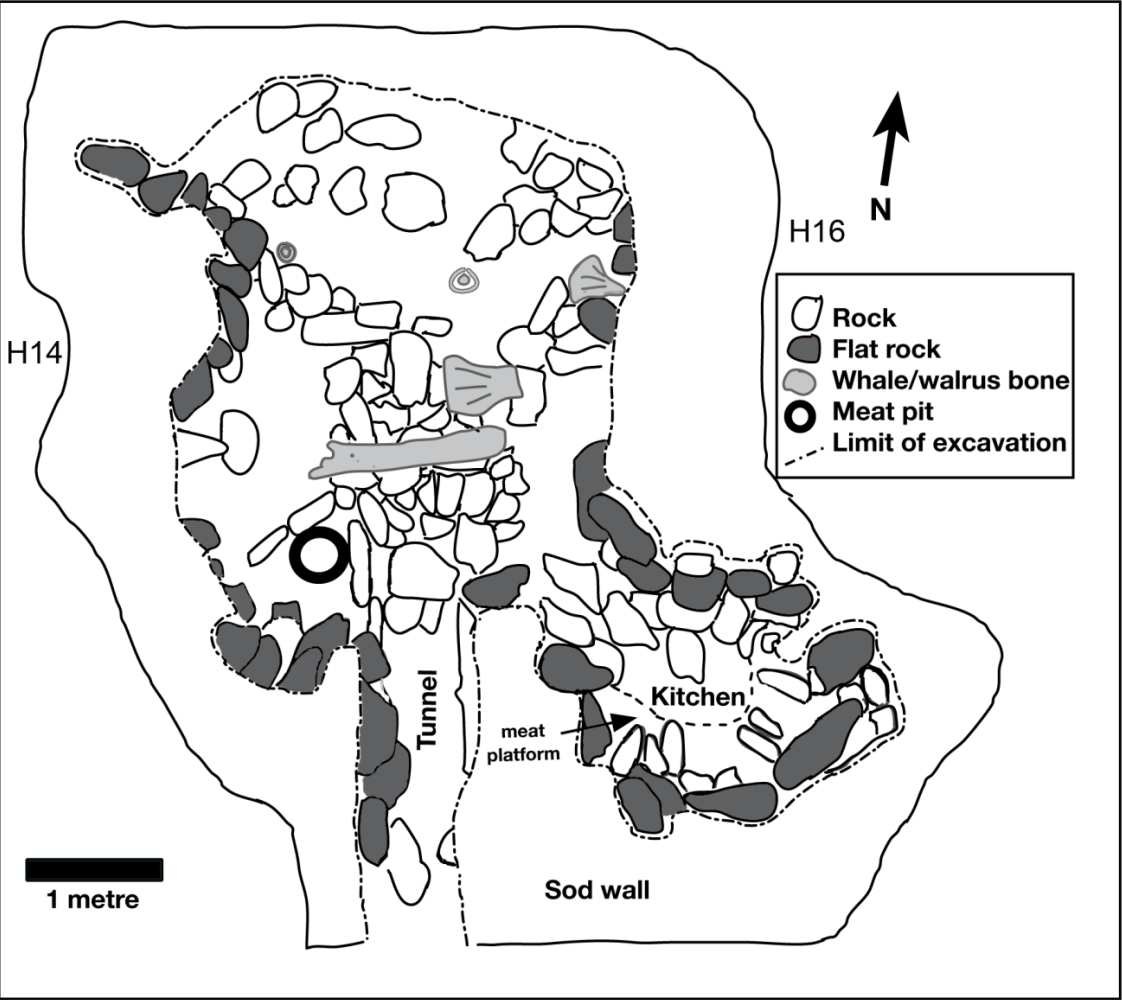 N
H16
H14
Rock
Flat rock
Whale/walrus bone
Meat pit
Limit of excavation
Tunnel
Kitchen
meat
platform
Sod wall
1 metre